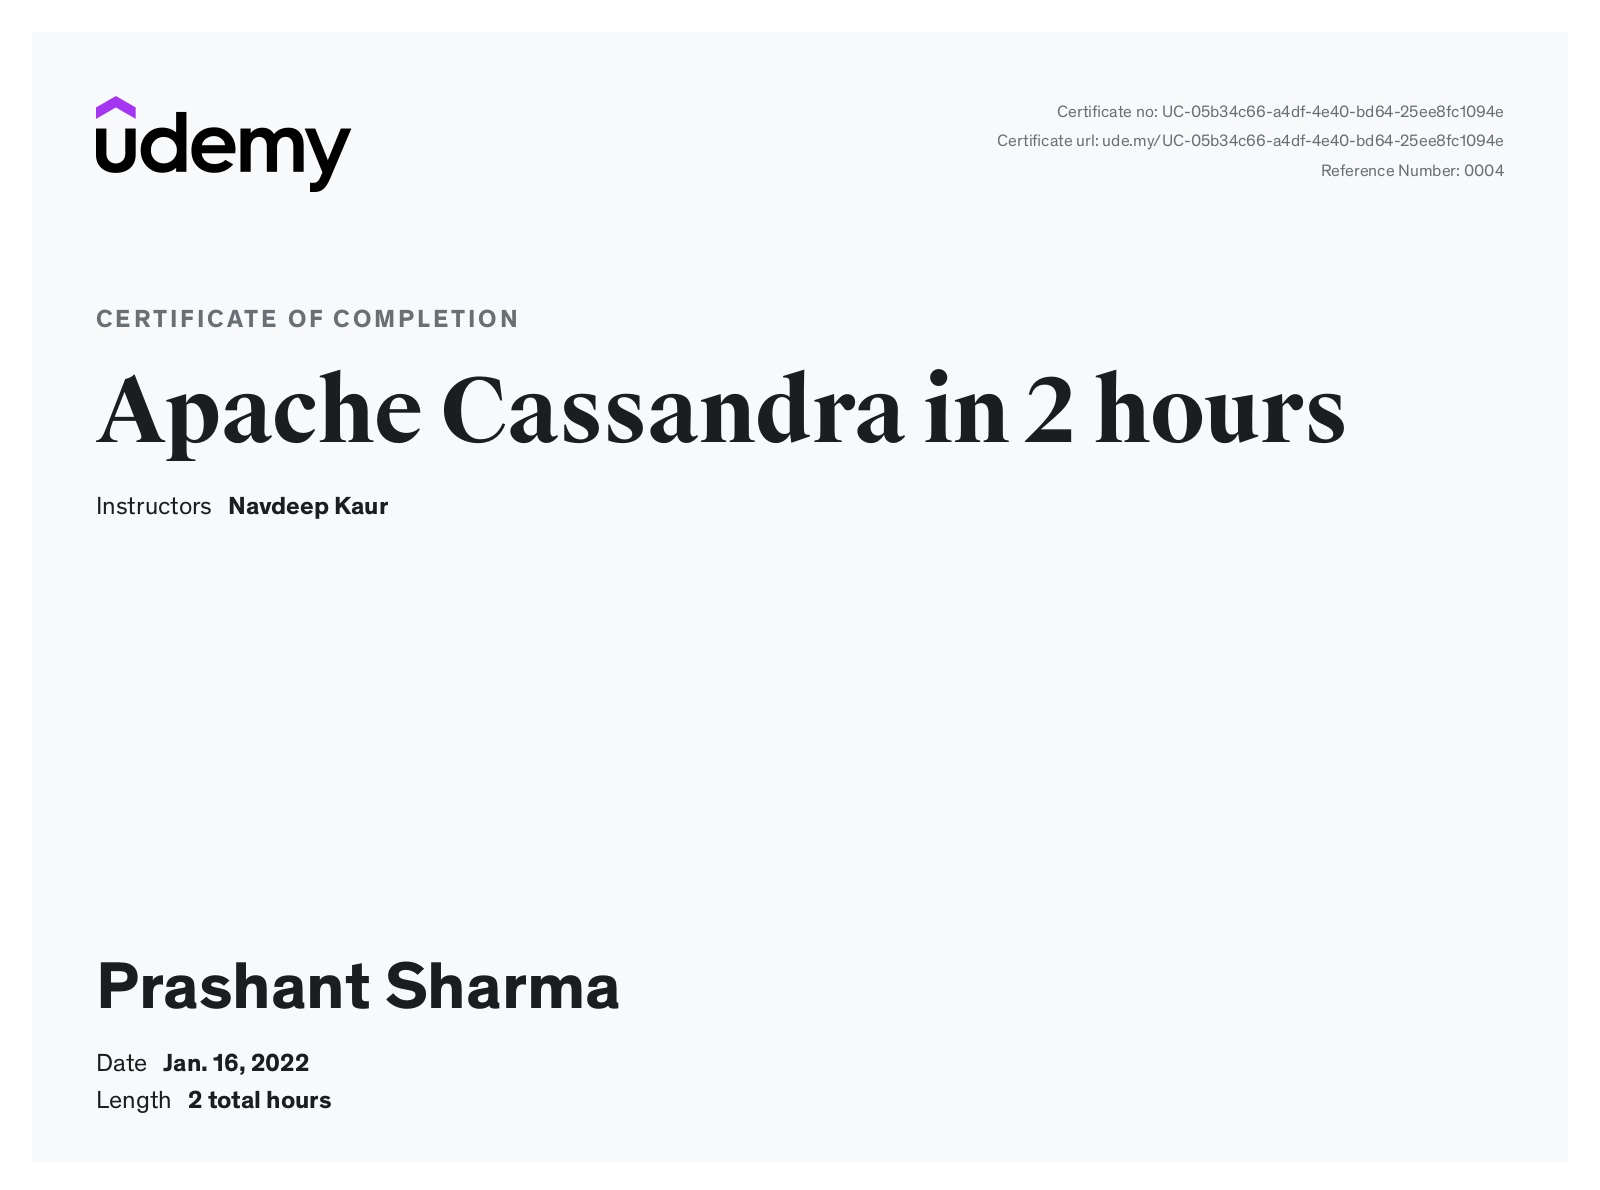 udemy
Certificate no: UC-05b34c66-a4df-4e40-bd64-25ee8fc1094e
Certificate url: ude.my/UC-05b34c66-a4df-4e40-bd64-25ee8fc1094e
Reference Number: 0004
CERTIFICATE OF COMPLETION
Apache Cassandra in 2 hours
Instructors Navdeep Kaur
Prashant Sharma
Date Jan. 16, 2022
Length 2 total hours